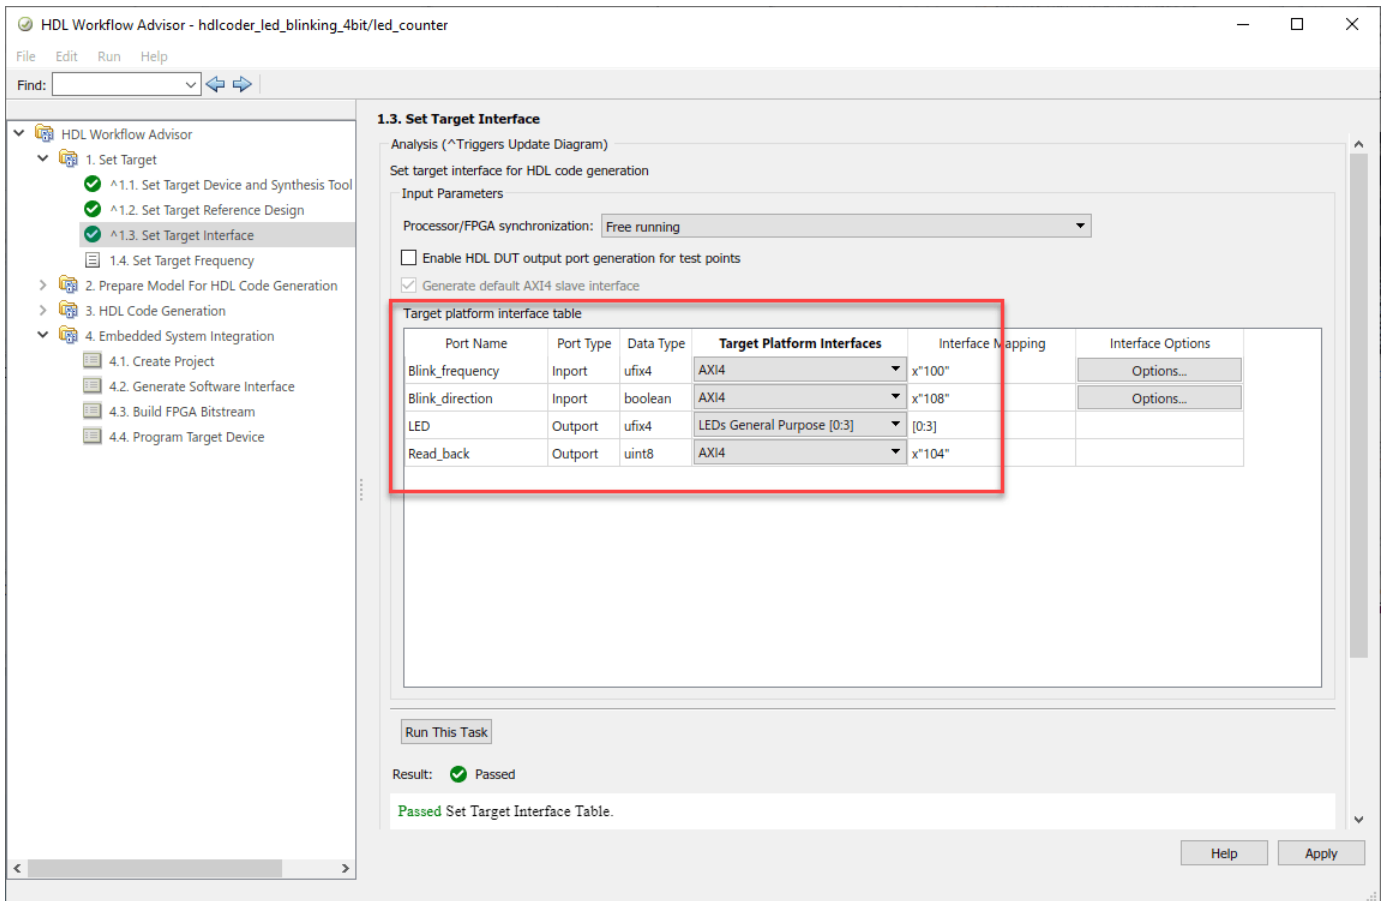 HDL Workflow Advisor - hdlcoder_led_blinking_4bit/led_counter
File Edit Run Help
Find:
HDL Workflow Advisor
1. Set Target
^1.1. Set Target Device and Synthesis Tool
^1.2. Set Target Reference Design
^1.3. Set Target Interface
1.4. Set Target Frequency
2. Prepare Model For HDL Code Generation
3. HDL Code Generation
4. Embedded System Integration
4.1. Create Project
4.2. Generate Software Interface
4.3. Build FPGA Bitstream
4.4. Program Target Device
1.3. Set Target Interface
Analysis (^Triggers Update Diagram)
Set target interface for HDL code generation
Input Parameters
Processor/FPGA synchronization: Free running
Enable HDL DUT output port generation for test points
Generate default AXI4 slave interface
Target platform interface table
Port Name Port Type Data Type Target Platform Interfaces Interface Mapping Interface Options
Blink_frequency Inport ufix4 AXI4 x"100" Options...
Blink_direction Inport boolean AXI4 x"108" Options...
LED Outport ufix4 LEDs General Purpose [0:3] [0:3]
Read_back Outport uint8 AXI4 x"104"
Run This Task
Result: Passed
Passed Set Target Interface Table.
Help Apply